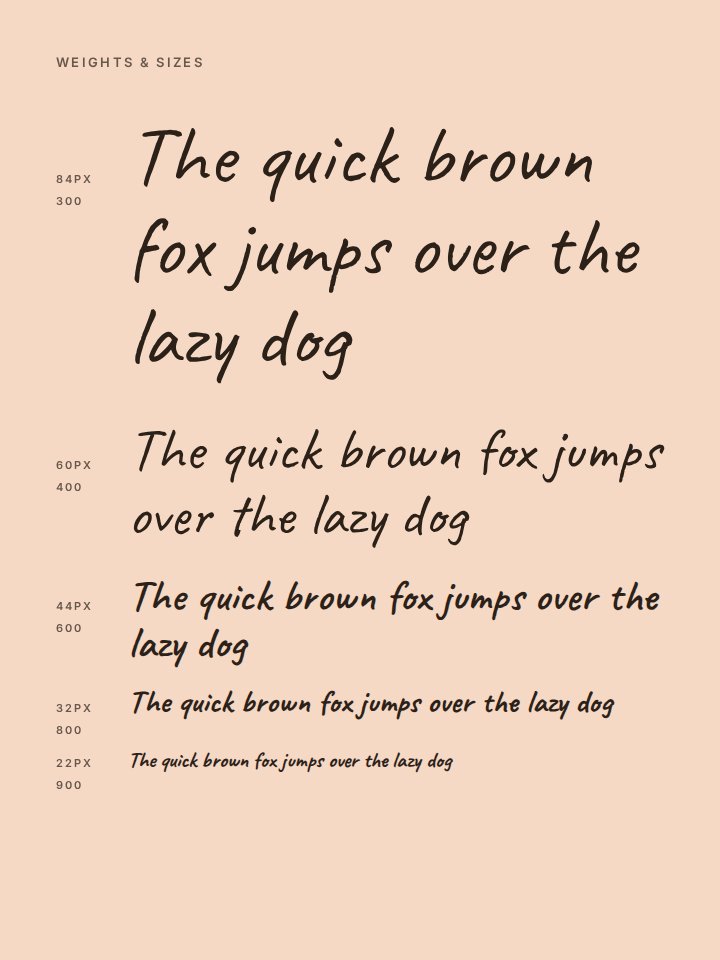 WEIGHTS & SIZES
84PX
300
The quick brown
fox jumps over the
lazy dog
60PX
400
The quick brown fox jumps
over the lazy dog
44PX
600
The quick brown fox jumps over the
lazy dog
32PX
800
The quick brown fox jumps over the lazy dog
22PX
900
The quick brown fox jumps over the lazy dog